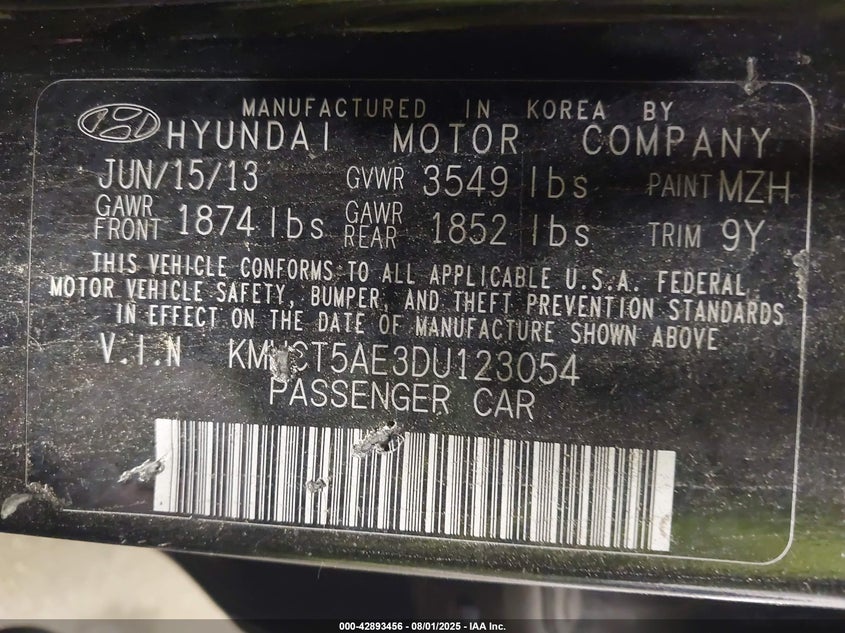 MANUFACTURED IN KOREA BY
HYUNDAI MOTOR COMPANY
JUN/15/13 GVWR 3549 lbs PAINT MZH
GAWR FRONT 1874 lbs GAWR REAR 1852 lbs TRIM 9Y
THIS VEHICLE CONFORMS TO ALL APPLICABLE U.S.A. FEDERAL
MOTOR VEHICLE SAFETY, BUMPER, AND THEFT PREVENTION STANDARDS
IN EFFECT ON THE DATE OF MANUFACTURE SHOWN ABOVE
V.I.N KMHCT5AE3DU123054
PASSENGER CAR
000-42893456 - 08/01/2025 - IAA Inc.